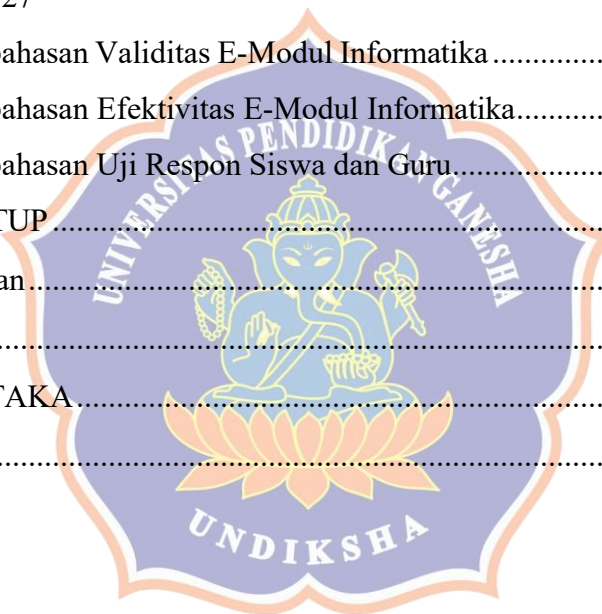 27
bahasan Validitas E-Modul Informatika ................
bahasan Efektivitas E-Modul Informatika................
bahasan Uji Respon Siswa dan Guru......................
TUP ..................................................................
an.....................................................................
.........................................................................
TAKA...............................................................
.........................................................................
UNIVERSITAS PENDIDIKAN GANESHA
UNDIKSHA